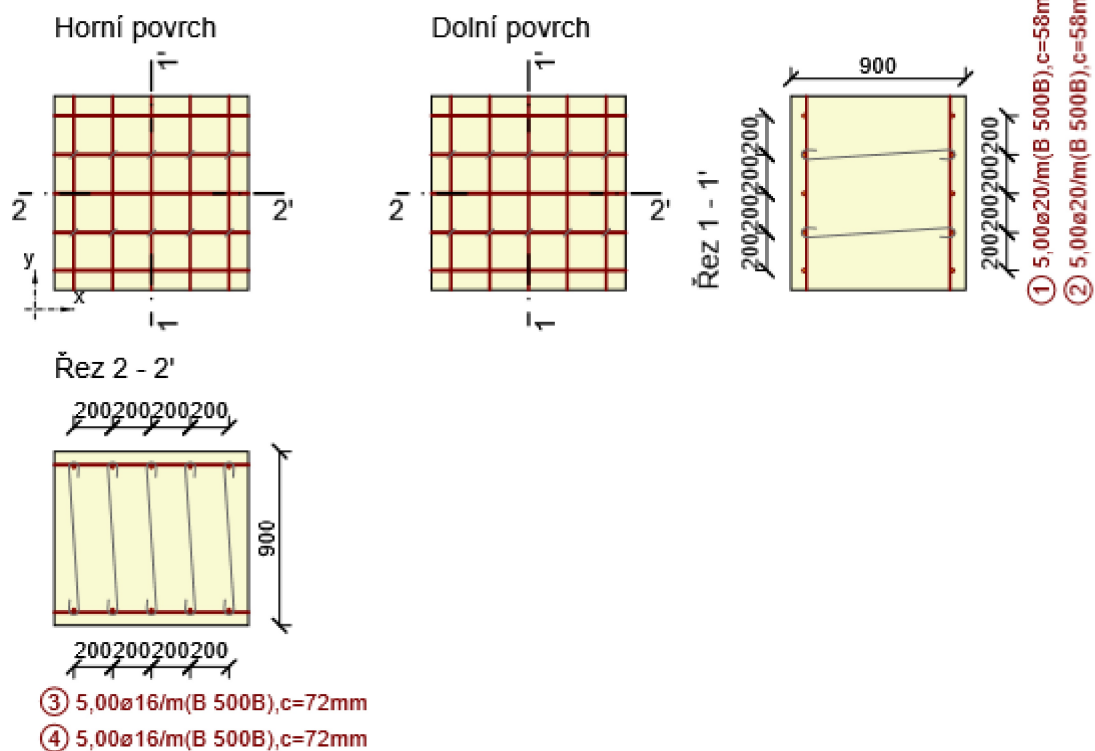 Horní povrch
1'
2
2'
1
y
x
Dolní povrch
1'
2
2'
1
900
200200200200
200200200200
Řez 1 - 1'
① 5,00ø20/m(B 500B),c=58m
② 5,00ø20/m(B 500B),c=58m
Řez 2 - 2'
200200200200
900
200200200200
③ 5,00ø16/m(B 500B),c=72mm
④ 5,00ø16/m(B 500B),c=72mm